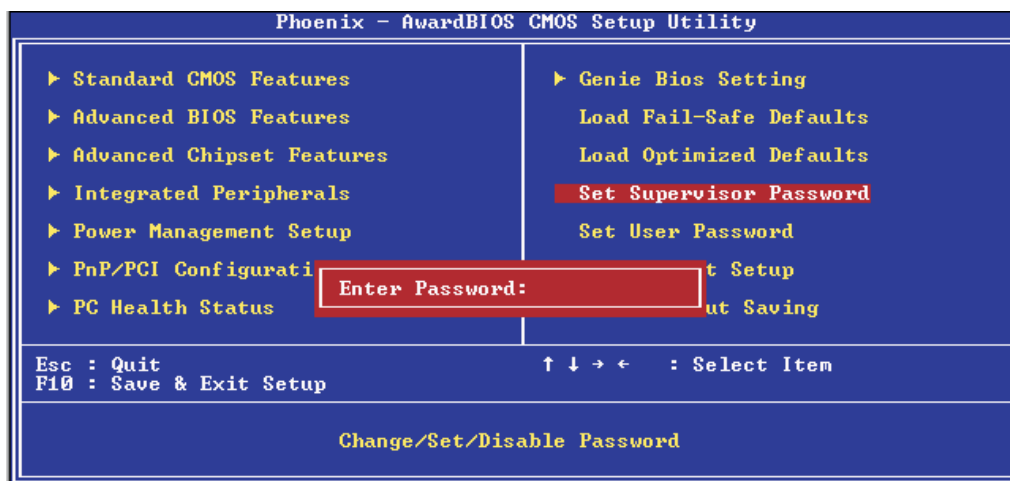 Phoenix - AwardBIOS CMOS Setup Utility
Standard CMOS Features
Advanced BIOS Features
Advanced Chipset Features
Integrated Peripherals
Power Management Setup
PnP/PCI Configurati
PC Health Status
Genie Bios Setting
Load Fail-Safe Defaults
Load Optimized Defaults
Set Supervisor Password
Set User Password
t Setup
ut Saving
Enter Password:
Esc : Quit
F10 : Save & Exit Setup
↑ ↓ → ← : Select Item
Change/Set/Disable Password